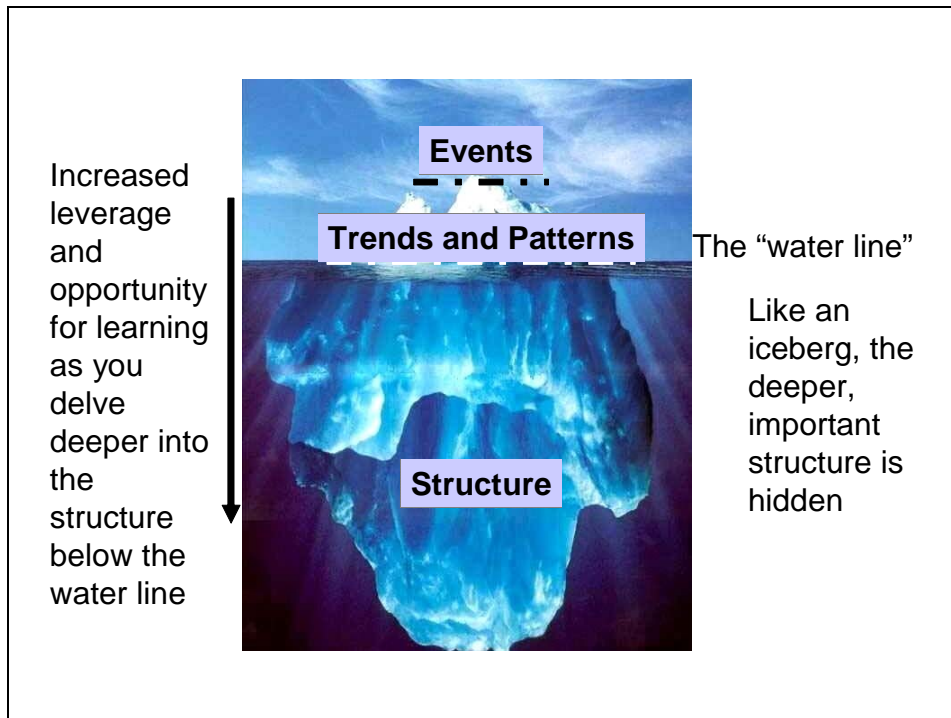 Events
Trends and Patterns
Structure
Increased
leverage
and
opportunity
for learning
as you
delve
deeper into
the
structure
below the
water line
The “water line”
Like an
iceberg, the
deeper,
important
structure is
hidden